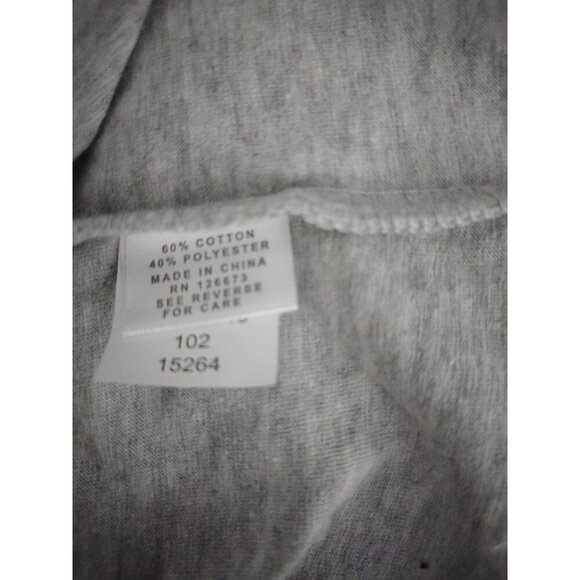 60% COTTON
40% POLYESTER
MADE IN CHINA
RN 126673
SEE REVERSE
FOR CARE
102
15264